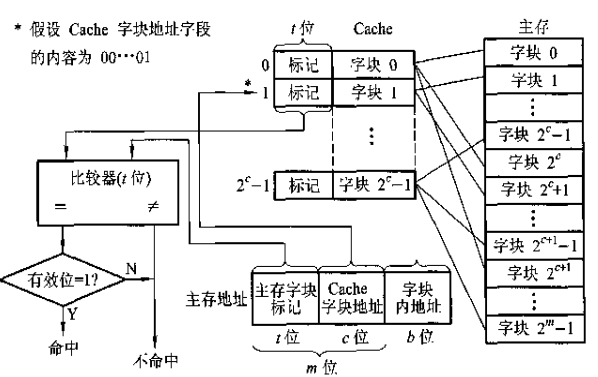 * 假设 Cache 字块地址字段
的内容为 00…01
t 位
Cache
主存
0 标记 字块 0
* 1 标记 字块 1
⋮
2^c-1 标记 字块 2^c-1
字块 0
字块 1
⋮
字块 2^c-1
字块 2^c
字块 2^c+1
⋮
字块 2^{c+1}-1
字块 2^{c+1}
⋮
字块 2^m-1
比较器(t 位)
= ≠
有效位=1?
N
Y
命中
不命中
主存地址
主存字块
标记
Cache
字块地址
字块
内地址
t 位
c 位
b 位
m 位